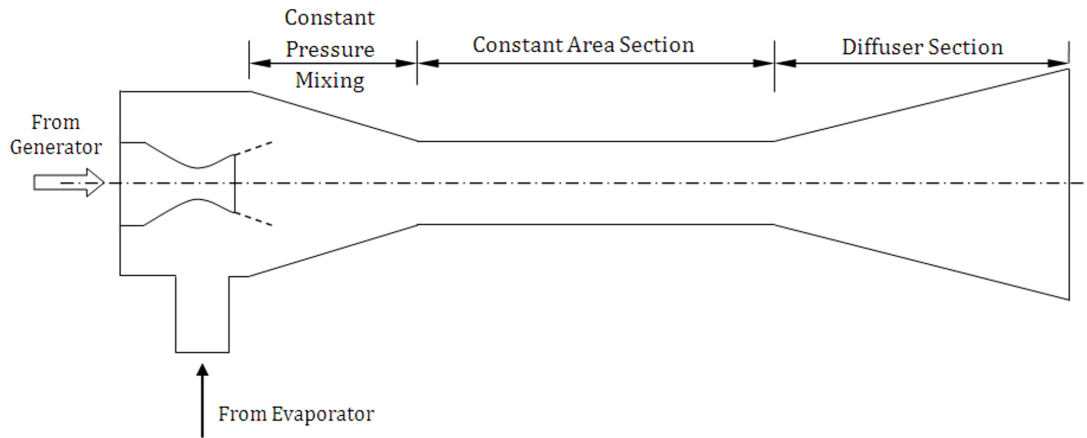 Constant
Pressure
Mixing
Constant Area Section
Diffuser Section
From
Generator
From Evaporator